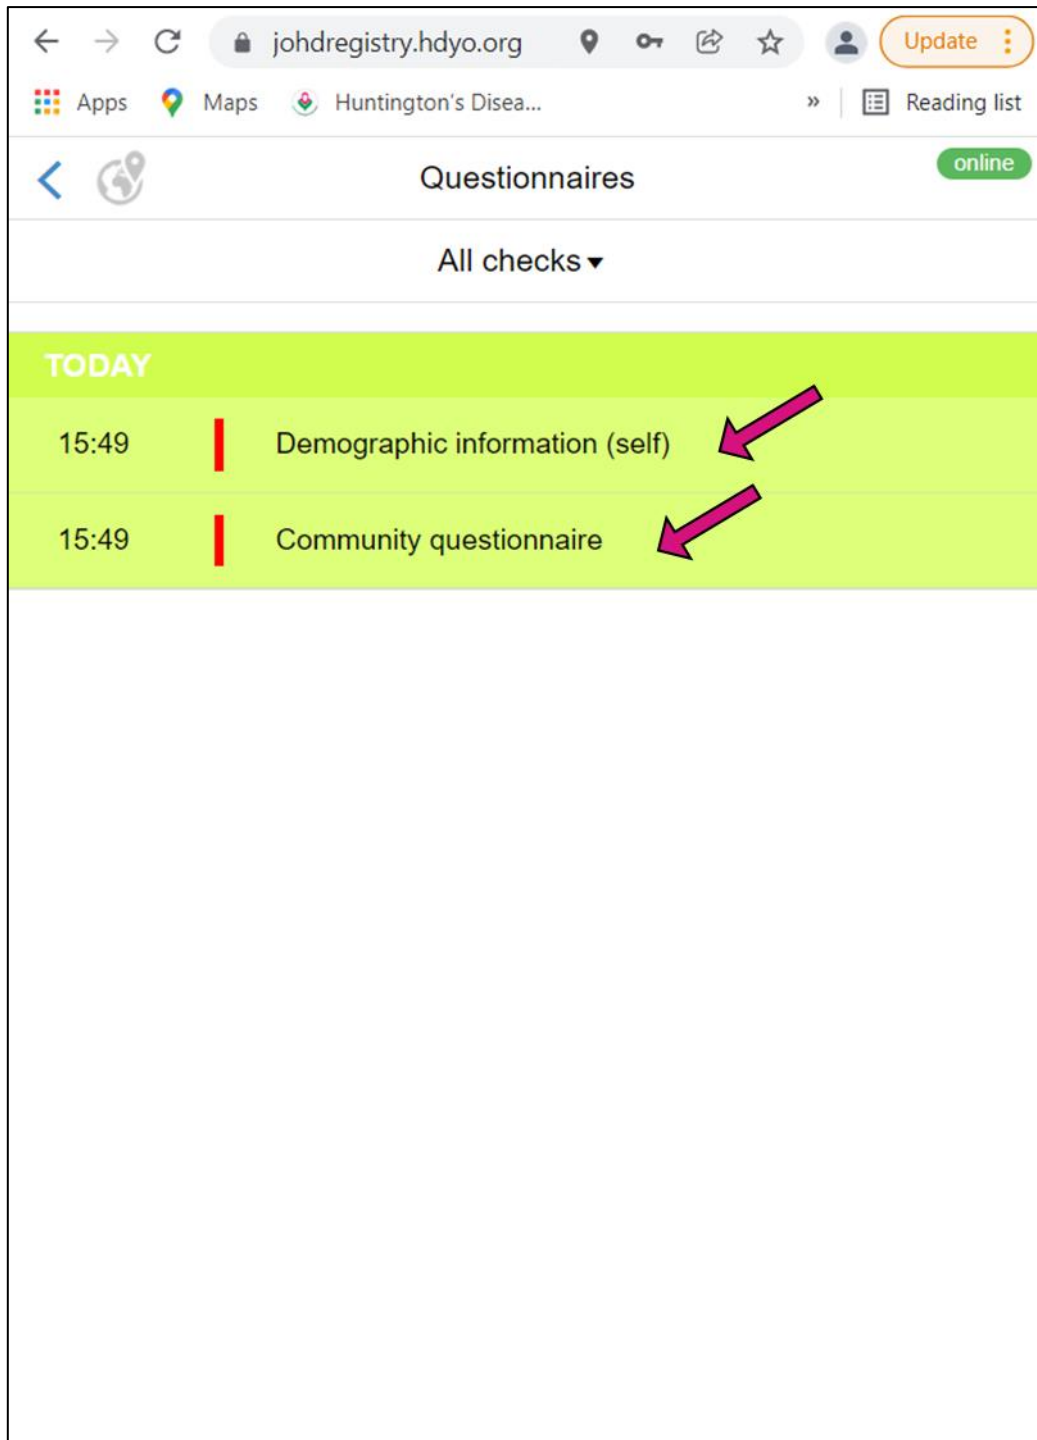 johdregistry.hdyo.org Update
Apps Maps Huntington's Disea... » Reading list
Questionnaires online
All checks
TODAY
15:49 Demographic information (self)
15:49 Community questionnaire